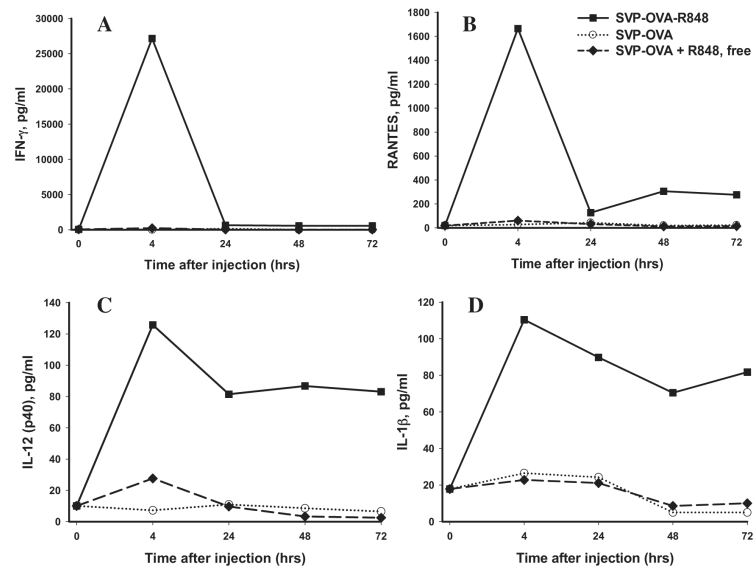 A
IFN-γ, pg/ml
30000
25000
20000
15000
10000
5000
0
0 4 24 48 72
Time after injection (hrs)
B
SVP-OVA-R848
SVP-OVA
SVP-OVA + R848, free
RANTES, pg/ml
1800
1600
1400
1200
1000
800
600
400
200
0
0 4 24 48 72
Time after injection (hrs)
C
IL-12 (p40), pg/ml
140
120
100
80
60
40
20
0
0 4 24 48 72
Time after injection (hrs)
D
IL-1β, pg/ml
120
100
80
60
40
20
0
0 4 24 48 72
Time after injection (hrs)